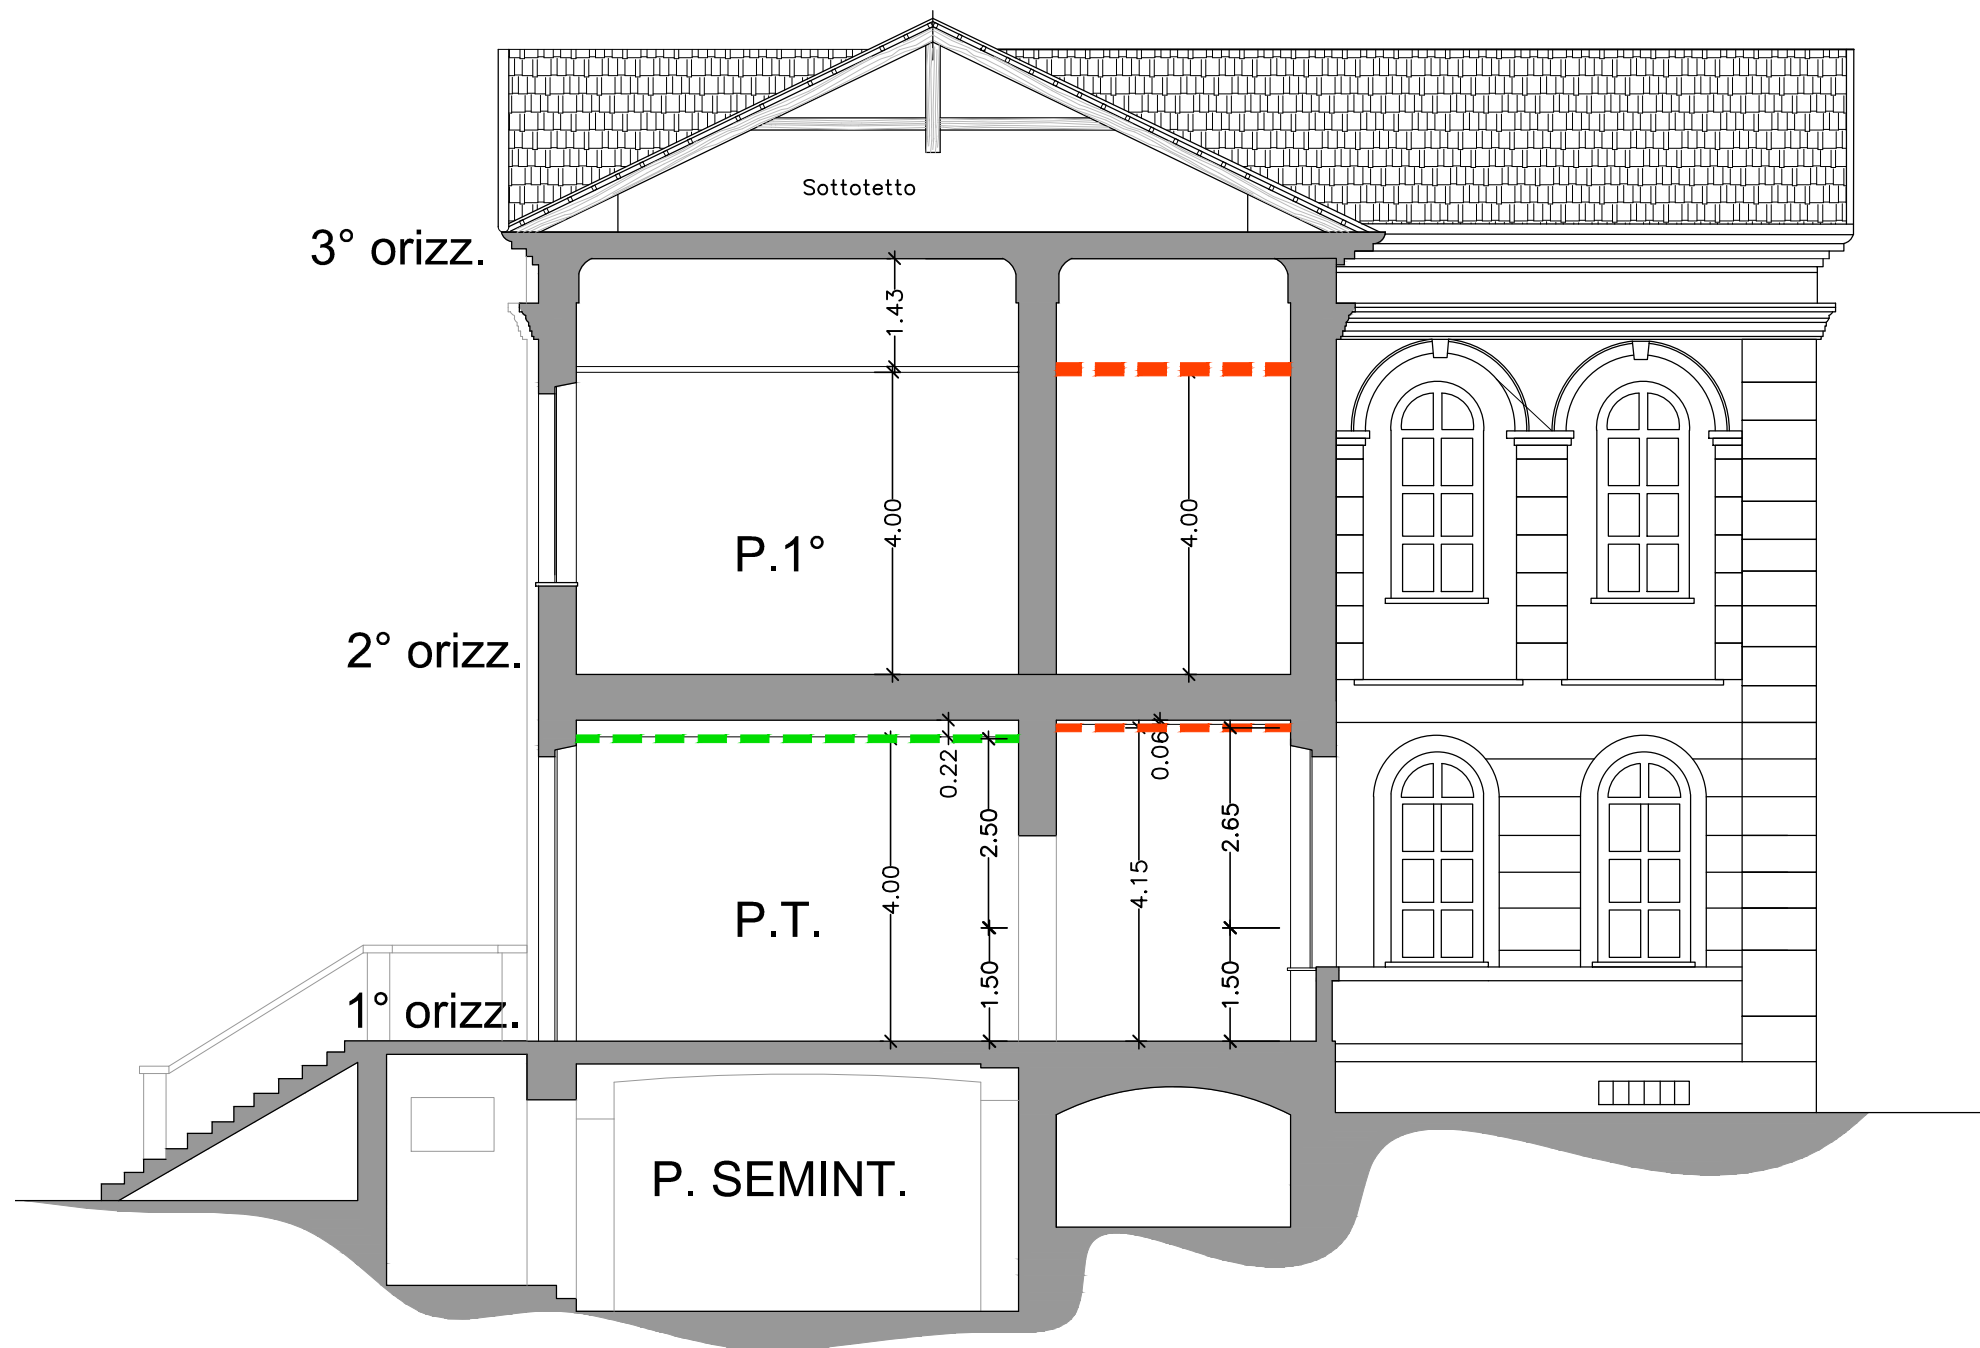 Sottotetto
3° orizz.
1.43
4.00
4.00
P.1°
2° orizz.
0.22
0.06
2.50
2.65
4.00
4.15
P.T.
1.50
1.50
1° orizz.
P. SEMINT.